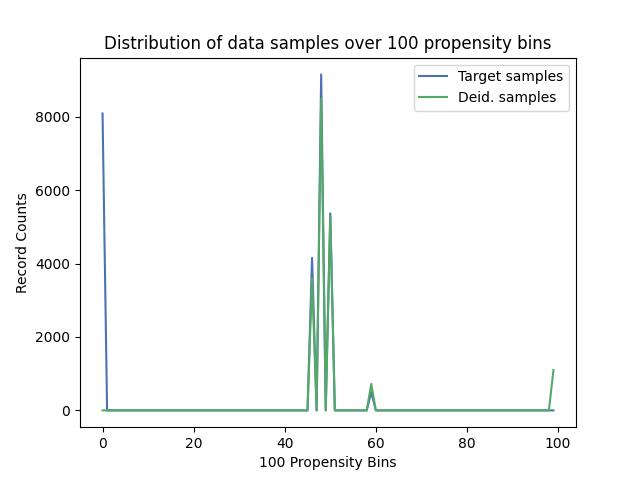 Distribution of data samples over 100 propensity bins
Target samples
Deid. samples
8000
6000
4000
2000
0
Record Counts
0 20 40 60 80 100
100 Propensity Bins